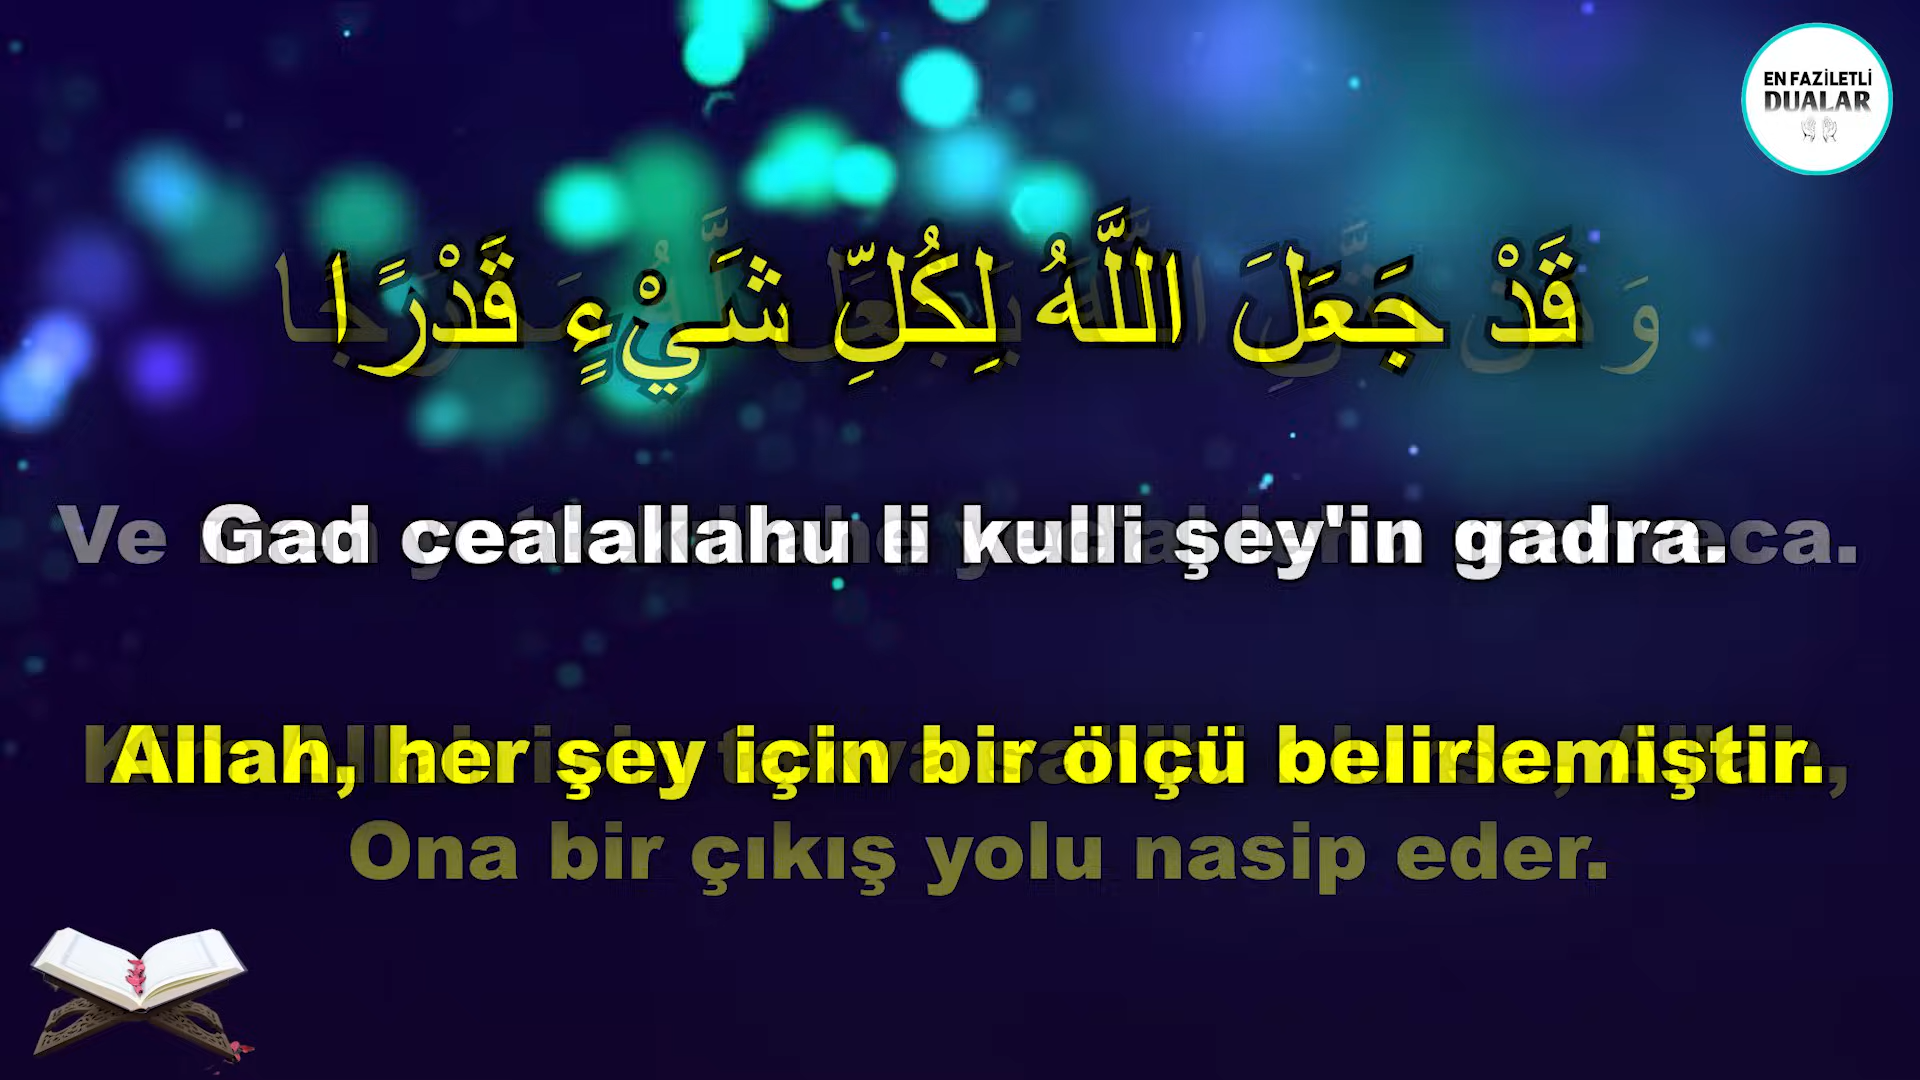 EN FAZİLETLİ
DUALAR
قَدْ جَعَلَ اللَّهُ لِكُلِّ شَيْءٍ قَدْرًا
Gad cealallahu li kulli şey'in gadra.
Allah, her şey için bir ölçü belirlemiştir.
Ona bir çıkış yolu nasip eder.